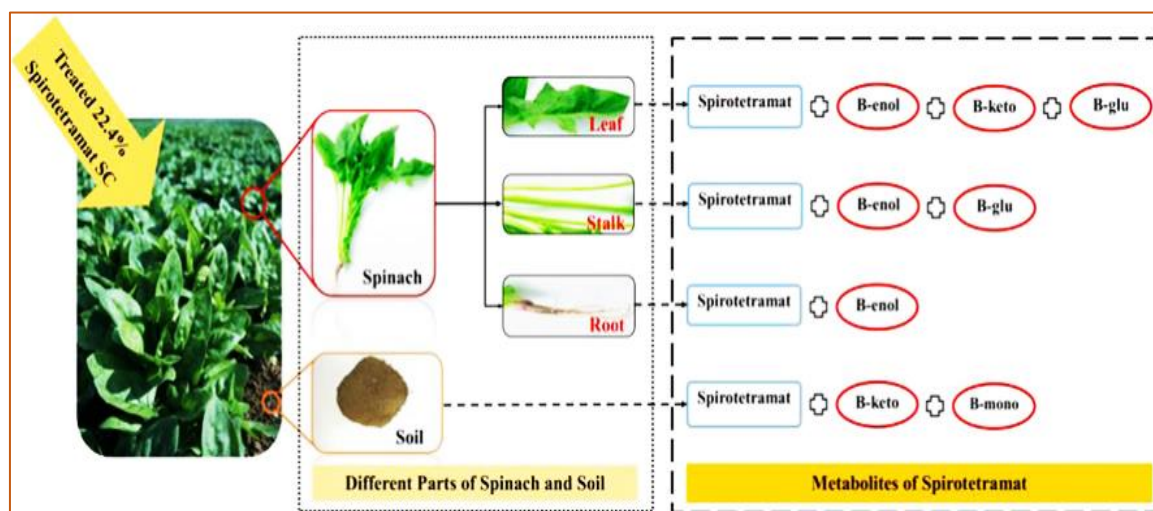 Treated 22.4%
Spirotetramat SC
Spinach
Soil
Leaf
Stalk
Root
Different Parts of Spinach and Soil
Spirotetramat B-enol B-keto B-glu
Spirotetramat B-enol B-glu
Spirotetramat B-enol
Spirotetramat B-keto B-mono
Metabolites of Spirotetramat